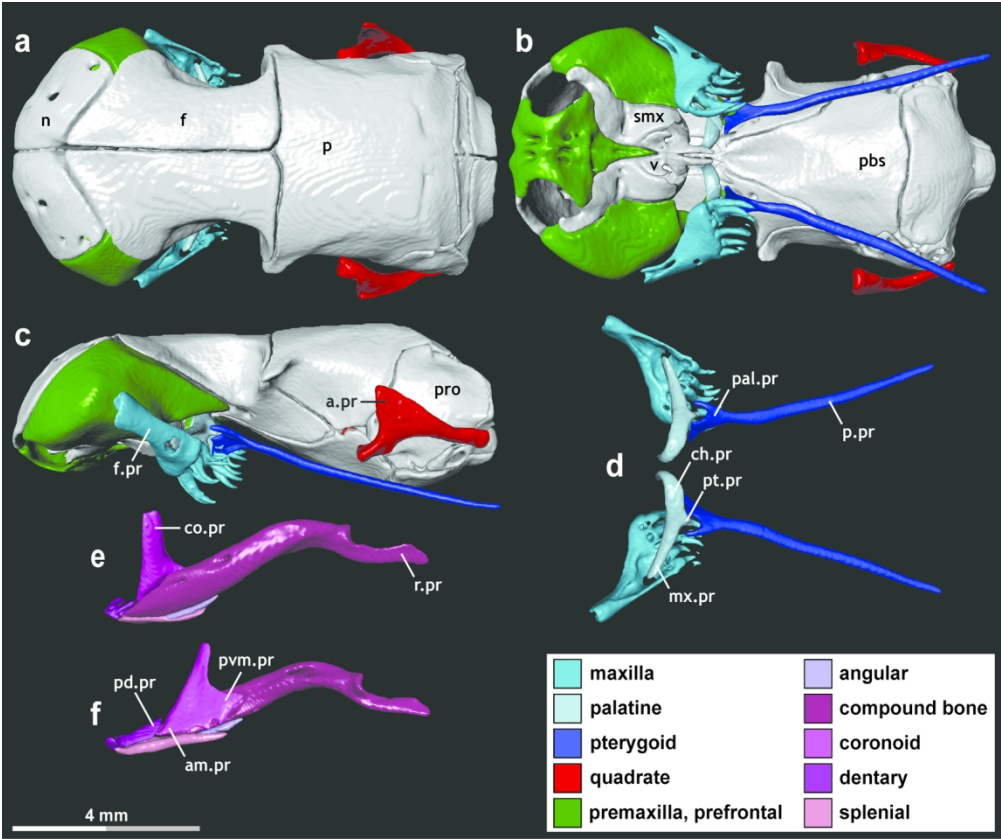 a
b
n
f
p
smx
v
pbs
c
a.pr
pro
f.pr
pal.pr
p.pr
d
ch.pr
pt.pr
mx.pr
e
co.pr
r.pr
f
pd.pr
pvm.pr
am.pr
4 mm
maxilla
palatine
pterygoid
quadrate
premaxilla, prefrontal
angular
compound bone
coronoid
dentary
splenial